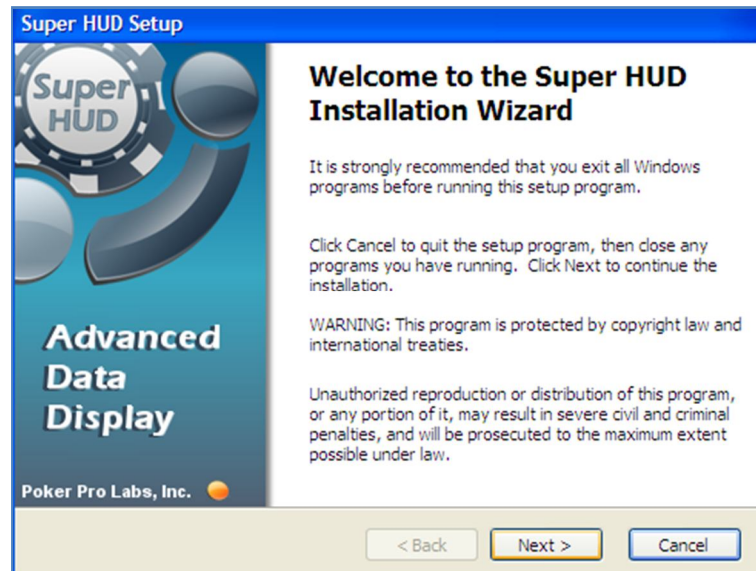 Super HUD Setup
Super
HUD
Advanced
Data
Display
Poker Pro Labs, Inc.
Welcome to the Super HUD
Installation Wizard
It is strongly recommended that you exit all Windows
programs before running this setup program.
Click Cancel to quit the setup program, then close any
programs you have running. Click Next to continue the
installation.
WARNING: This program is protected by copyright law and
international treaties.
Unauthorized reproduction or distribution of this program,
or any portion of it, may result in severe civil and criminal
penalties, and will be prosecuted to the maximum extent
possible under law.
< Back Next > Cancel